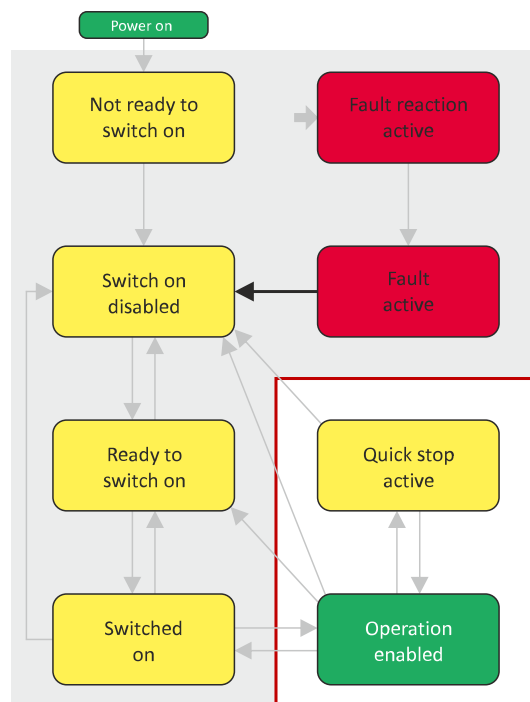 Power on
Not ready to
switch on
Fault reaction
active
Switch on
disabled
Fault
active
Ready to
switch on
Quick stop
active
Switched
on
Operation
enabled